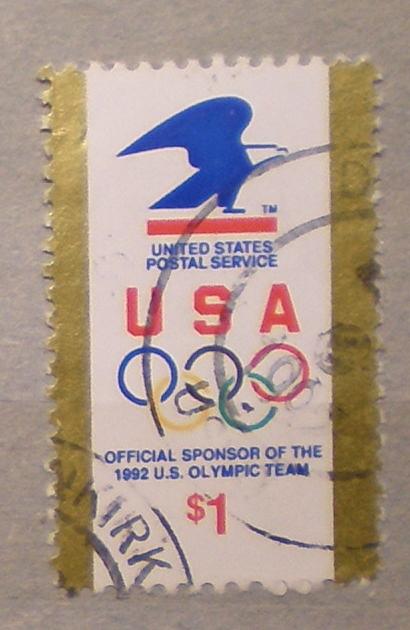 TM
UNITED STATES
POSTAL SERVICE
USA
OFFICIAL SPONSOR OF THE
1992 U.S. OLYMPIC TEAM
$1